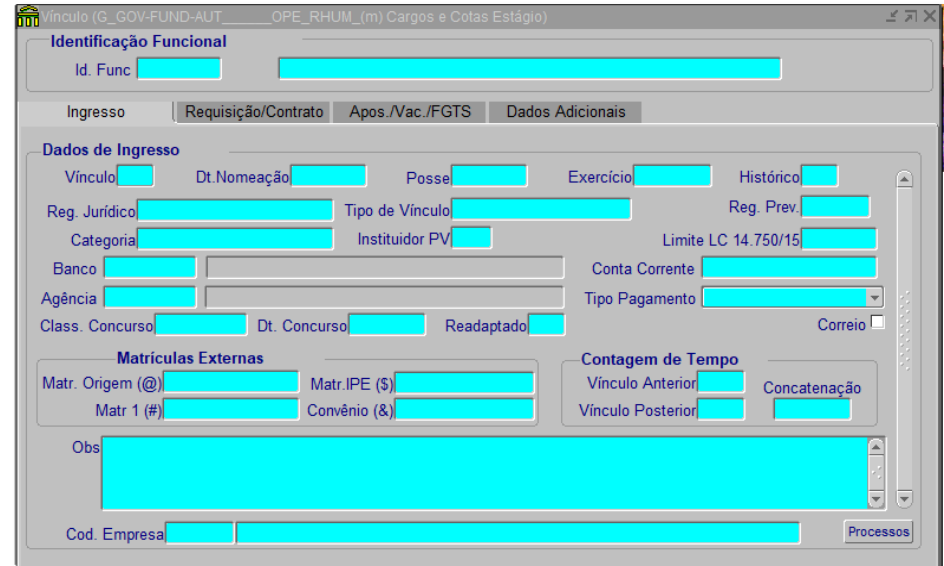 Vínculo (G_GOV-FUND-AUT______OPE_RHUM_(m) Cargos e Cotas Estágio)
Identificação Funcional
Id. Func
Ingresso Requisição/Contrato Apos./Vac./FGTS Dados Adicionais
Dados de Ingresso
Vínculo Dt.Nomeação Posse Exercício Histórico
Reg. Jurídico Tipo de Vínculo Reg. Prev.
Categoria Instituidor PV Limite LC 14.750/15
Banco Conta Corrente
Agência Tipo Pagamento
Class. Concurso Dt. Concurso Readaptado Correio
Matrículas Externas Contagem de Tempo
Matr. Origem (@) Matr.IPE ($) Vínculo Anterior Concatenação
Matr 1 (#) Convênio (&) Vínculo Posterior
Obs
Cod. Empresa Processos